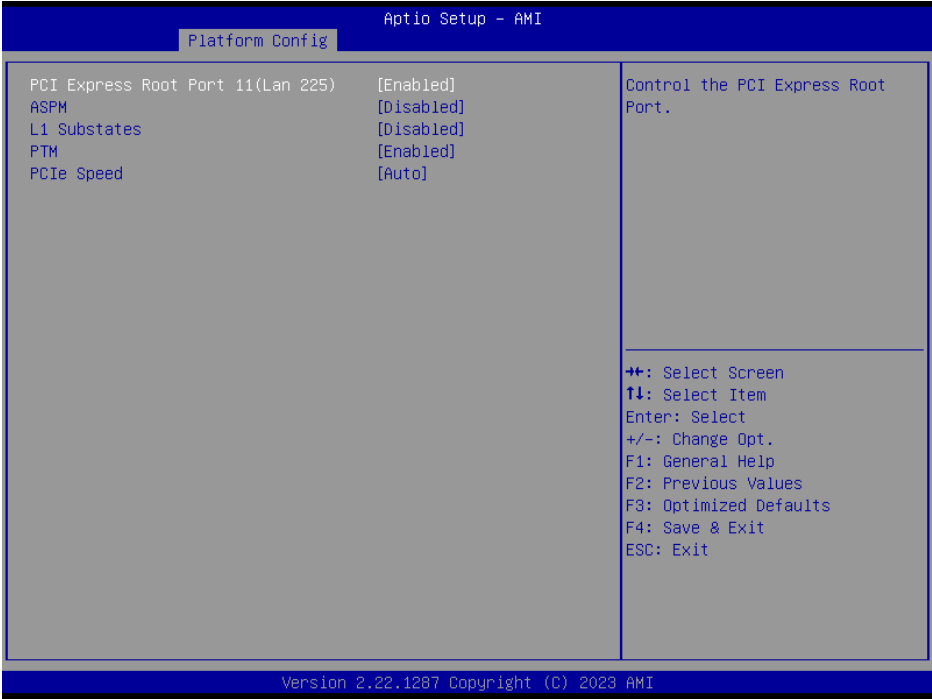 Aptio Setup – AMI
Platform Config
PCI Express Root Port 11(Lan 225) [Enabled]
ASPM [Disabled]
L1 Substates [Disabled]
PTM [Enabled]
PCIe Speed [Auto]
Control the PCI Express Root
Port.
→←: Select Screen
↑↓: Select Item
Enter: Select
+/-: Change Opt.
F1: General Help
F2: Previous Values
F3: Optimized Defaults
F4: Save & Exit
ESC: Exit
Version 2.22.1287 Copyright (C) 2023 AMI